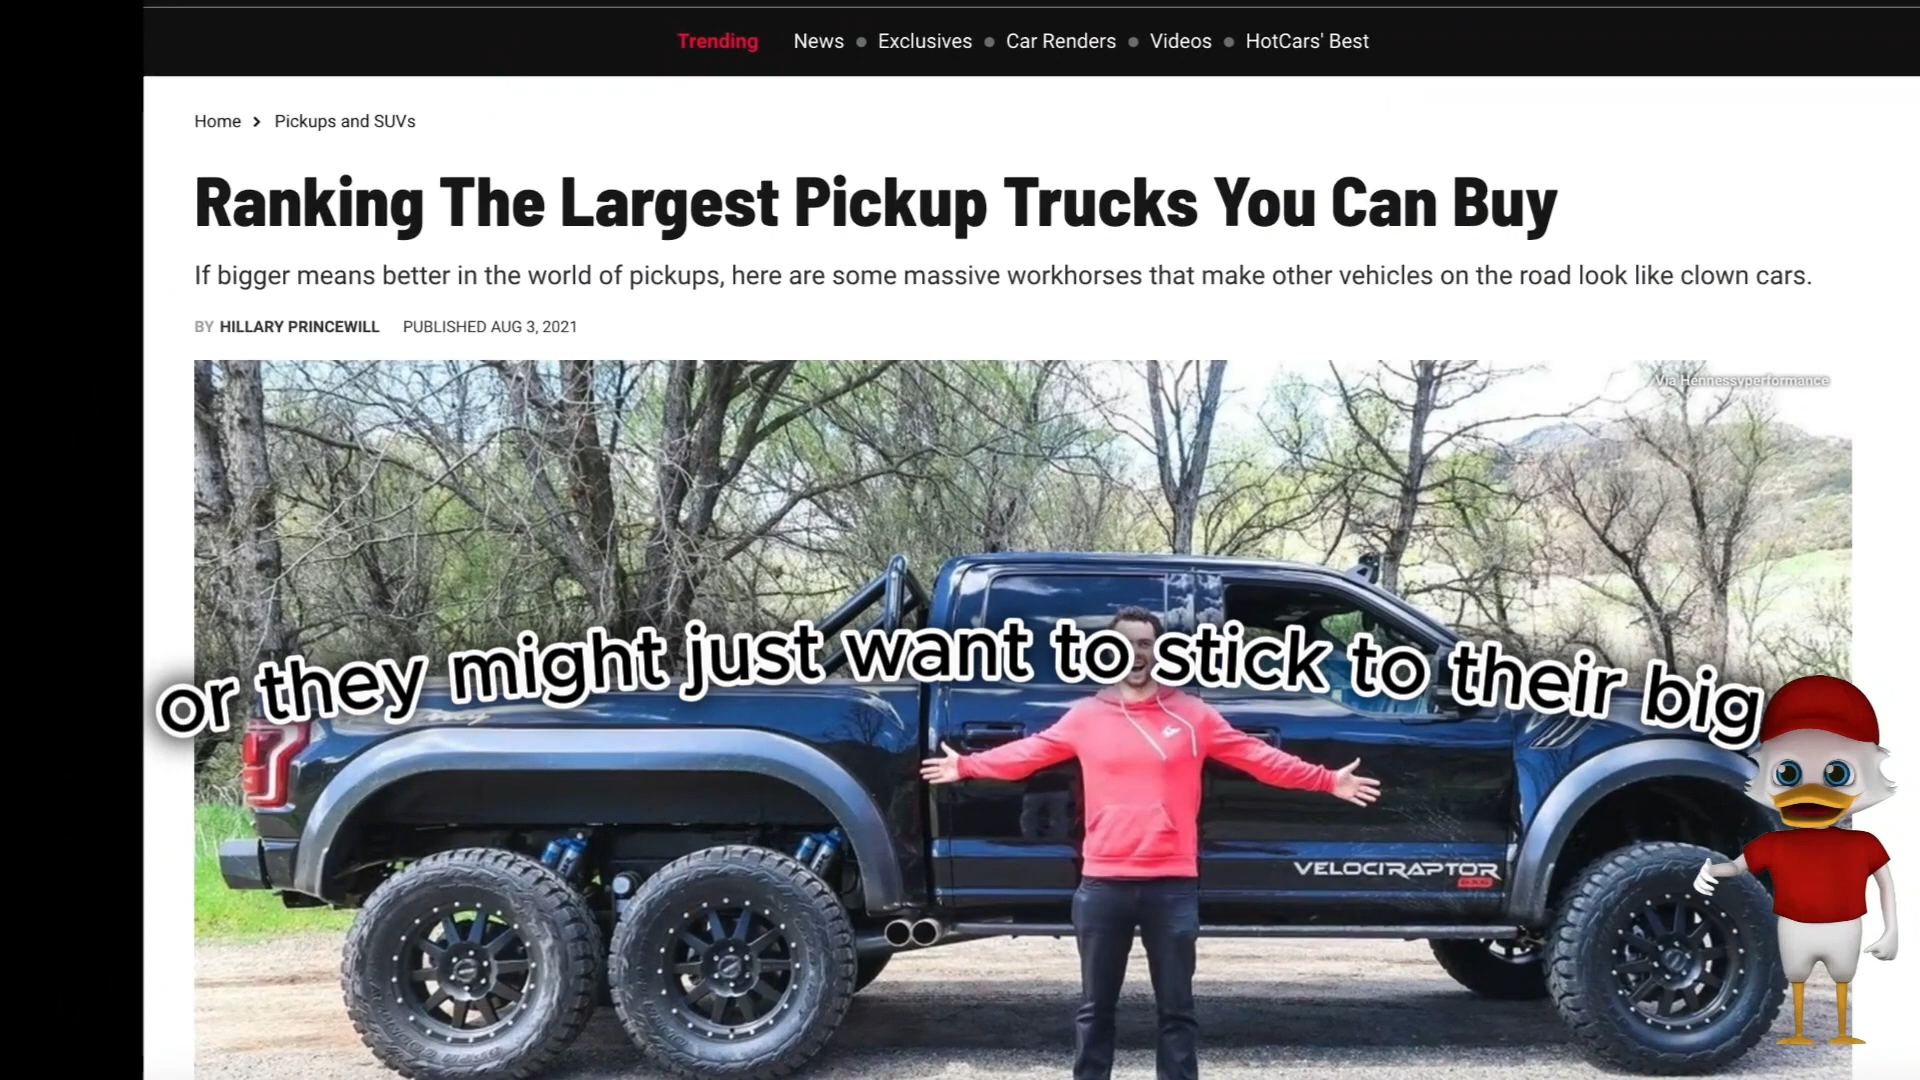 Trending News Exclusives Car Renders Videos HotCars' Best
Home Pickups and SUVs
Ranking The Largest Pickup Trucks You Can Buy
If bigger means better in the world of pickups, here are some massive workhorses that make other vehicles on the road look like clown cars.
BY HILLARY PRINCEWILL PUBLISHED AUG 3, 2021
Via Hennessyperformance
or they might just want to stick to their big
VELOCIRAPTOR